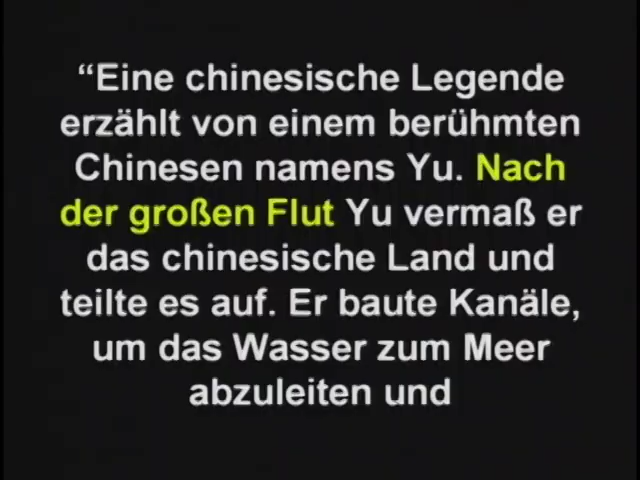 “Eine chinesische Legende
erzählt von einem berühmten
Chinesen namens Yu. Nach
der großen Flut Yu vermaß er
das chinesische Land und
teilte es auf. Er baute Kanäle,
um das Wasser zum Meer
abzuleiten und